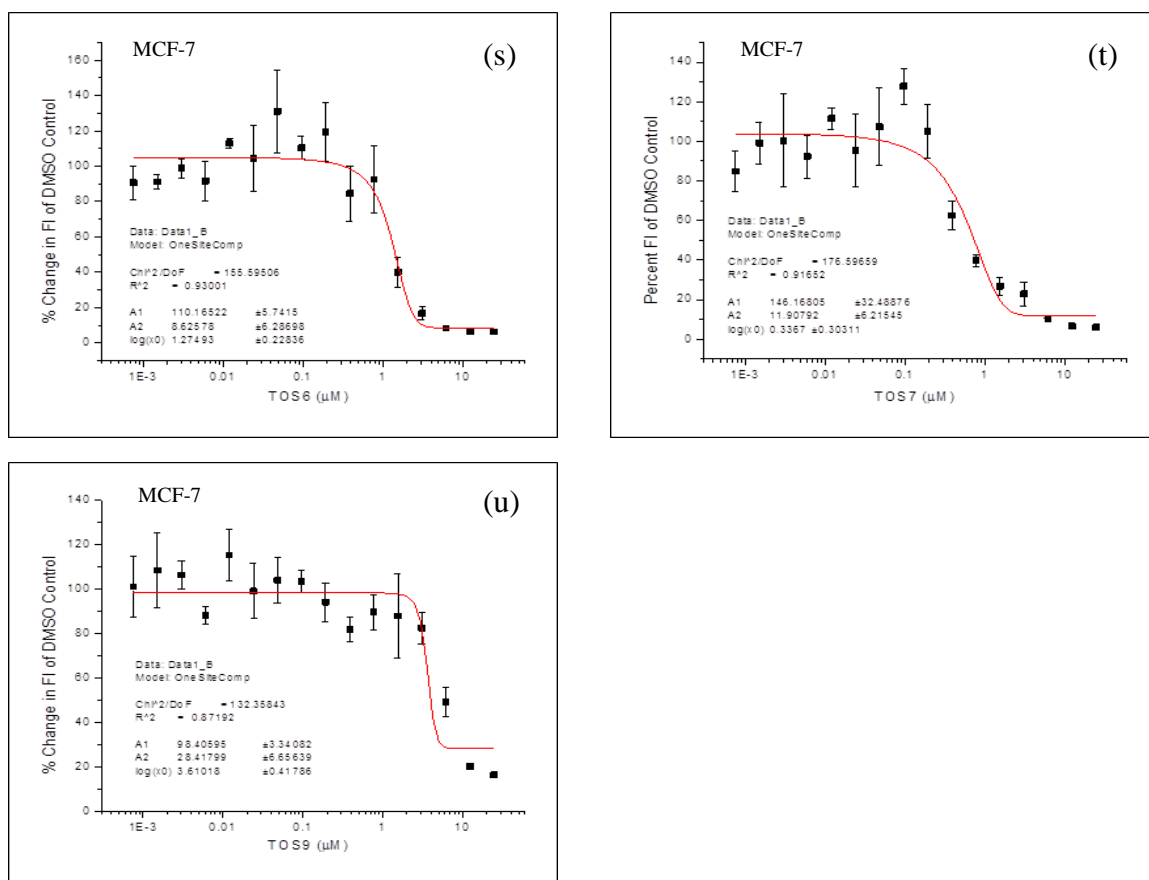 MCF-7
(s)
160
140
120
100
80
60
40
20
0
% Change in FI of DMSO Control
Data: Data1_B
Model: OneSiteComp
Chi^2/DoF = 155.59506
R^2 = 0.93001
A1 110.16522 ±5.7415
A2 8.62578 ±6.28698
log(x0) 1.27493 ±0.22836
1E-3 0.01 0.1 1 10 100
TOS6 (µM)
MCF-7
(t)
140
120
100
80
60
40
20
0
Percent FI of DMSO Control
Data: Data1_B
Model: OneSiteComp
Chi^2/DoF = 176.59659
R^2 = 0.91652
A1 146.16805 ±32.48876
A2 11.90792 ±6.21545
log(x0) 0.3367 ±0.30311
1E-3 0.01 0.1 1 10 100
TOS7 (µM)
MCF-7
(u)
140
120
100
80
60
40
20
0
% Change in FI of DMSO Control
Data: Data1_B
Model: OneSiteComp
Chi^2/DoF = 132.35843
R^2 = 0.87192
A1 98.40595 ±3.34082
A2 28.41799 ±6.65639
log(x0) 3.61018 ±0.41786
1E-3 0.01 0.1 1 10 100
TOS9 (µM)